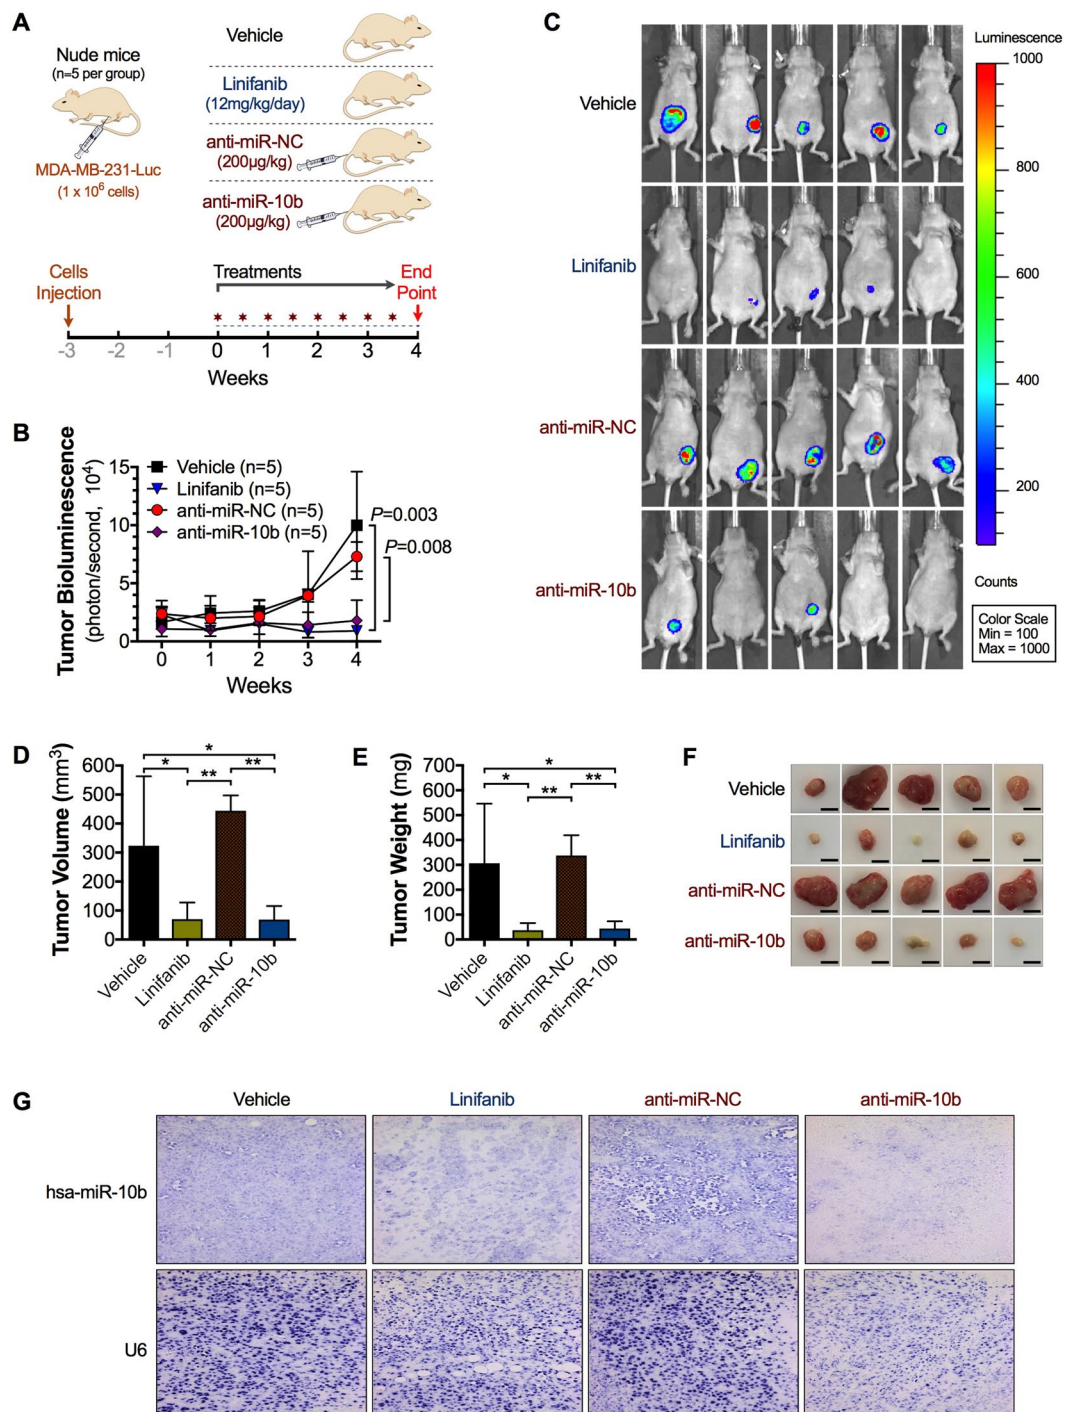 A
Nude mice
(n=5 per group)
MDA-MB-231-Luc
(1 x 10⁶ cells)
Vehicle
Linifanib
(12mg/kg/day)
anti-miR-NC
(200µg/kg)
anti-miR-10b
(200µg/kg)
Cells
Injection
Treatments
End
Point
-3 -2 -1 0 1 2 3 4
Weeks
B
Tumor Bioluminescence
(photon/second, 10⁴)
15
10
5
0
Vehicle (n=5)
Linifanib (n=5)
anti-miR-NC (n=5)
anti-miR-10b (n=5)
P=0.003
P=0.008
0 1 2 3 4
Weeks
C
Vehicle
Linifanib
anti-miR-NC
anti-miR-10b
Luminescence
1000
800
600
400
200
Counts
Color Scale
Min = 100
Max = 1000
D
Tumor Volume (mm³)
600
500
400
300
200
100
0
*
* ** **
Vehicle
Linifanib
anti-miR-NC
anti-miR-10b
E
Tumor Weight (mg)
700
600
500
400
300
200
100
0
*
* ** **
Vehicle
Linifanib
anti-miR-NC
anti-miR-10b
F
Vehicle
Linifanib
anti-miR-NC
anti-miR-10b
G
Vehicle Linifanib anti-miR-NC anti-miR-10b
hsa-miR-10b
U6